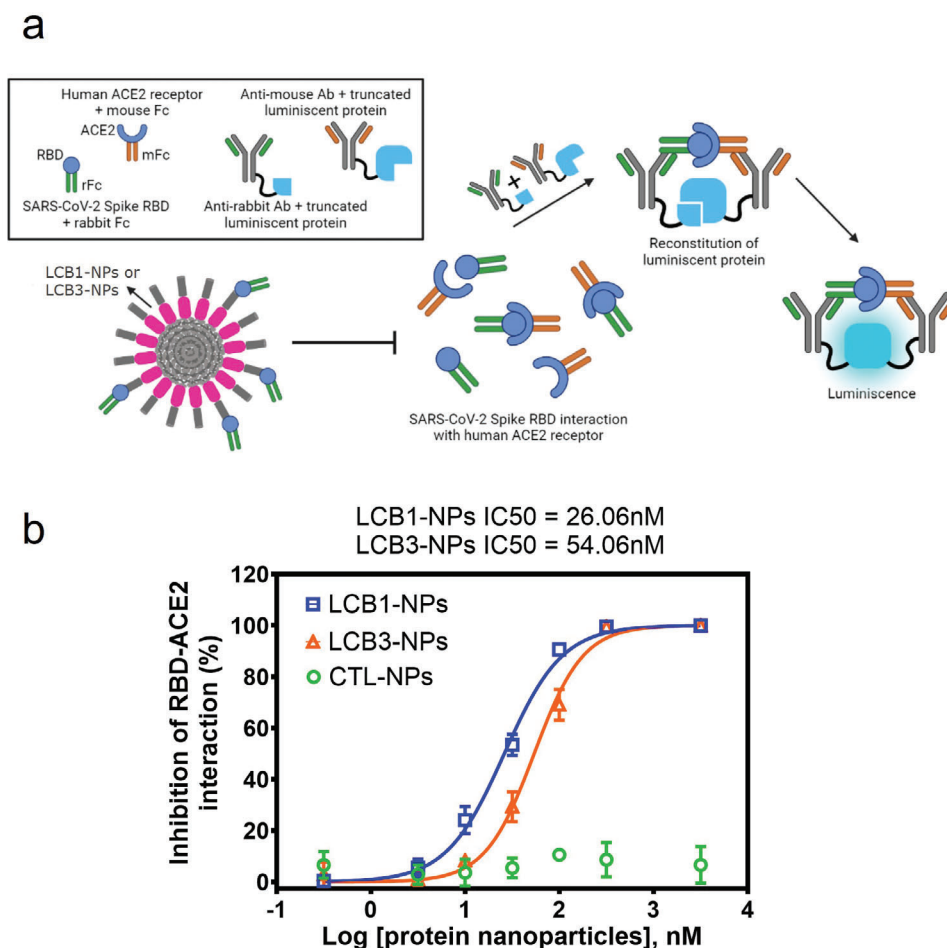 a
Human ACE2 receptor
+ mouse Fc
ACE2
mFc
RBD
rFc
SARS-CoV-2 Spike RBD
+ rabbit Fc
Anti-mouse Ab + truncated
luminiscent protein
Anti-rabbit Ab + truncated
luminiscent protein
LCB1-NPs or
LCB3-NPs
+
SARS-CoV-2 Spike RBD interaction
with human ACE2 receptor
Reconstitution of
luminiscent protein
Luminiscence
b
LCB1-NPs IC50 = 26.06nM
LCB3-NPs IC50 = 54.06nM
Inhibition of RBD-ACE2
interaction (%)
120
100
80
60
40
20
0
LCB1-NPs
LCB3-NPs
CTL-NPs
-1 0 1 2 3 4
Log [protein nanoparticles], nM